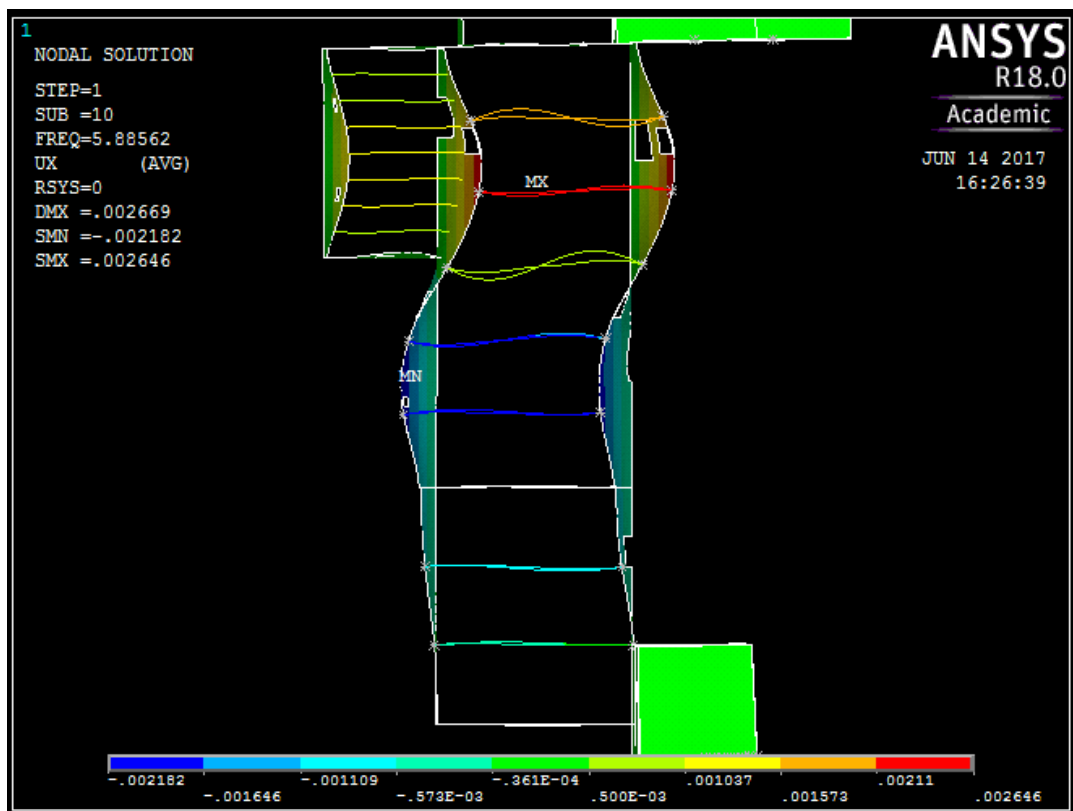 1
NODAL SOLUTION
STEP=1
SUB =10
FREQ=5.88562
UX (AVG)
RSYS=0
DMX =.002669
SMN =-.002182
SMX =.002646
ANSYS
R18.0
Academic
JUN 14 2017
16:26:39
MX
MN
-.002182 -.001109 -.361E-04 .001037 .00211
-.001646 -.573E-03 .500E-03 .001573 .002646